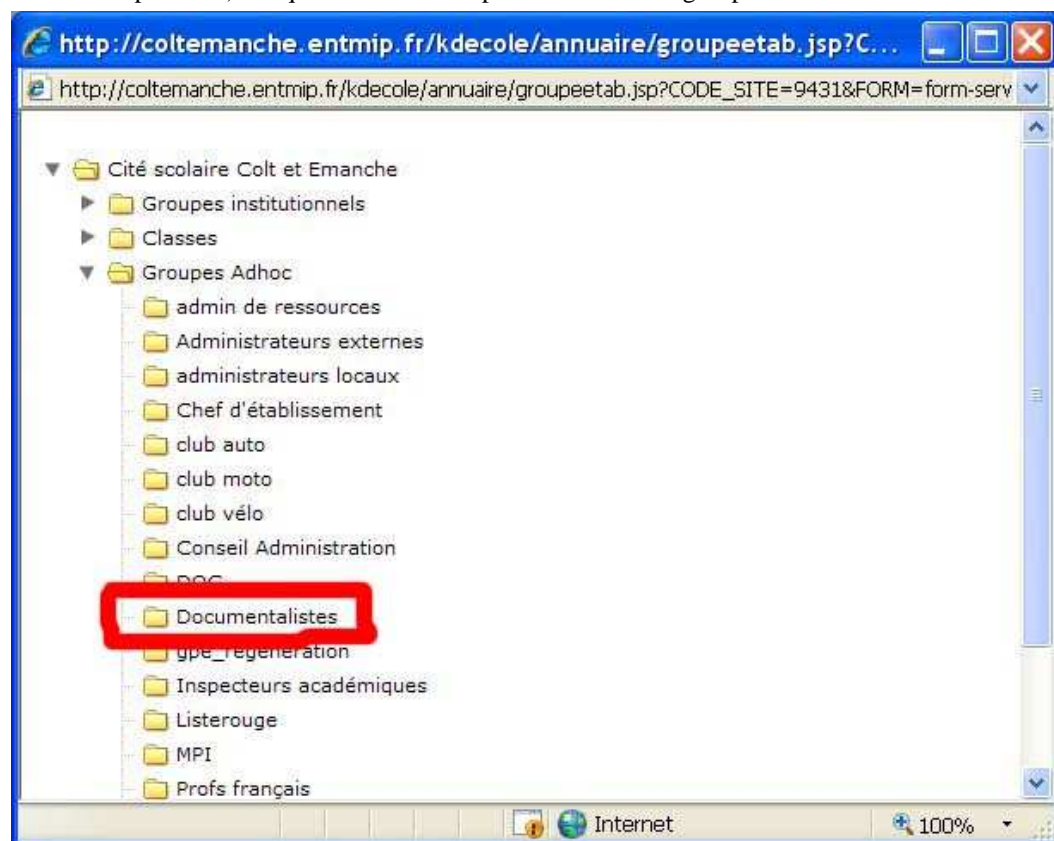 http://coltemanche.entmip.fr/kdecole/annuaire/groupeetab.jsp?C...
http://coltemanche.entmip.fr/kdecole/annuaire/groupeetab.jsp?CODE_SITE=9431&FORM=form-serv
Cité scolaire Colt et Emanche
Groupes institutionnels
Classes
Groupes Adhoc
admin de ressources
Administrateurs externes
administrateurs locaux
Chef d'établissement
club auto
club moto
club vélo
Conseil Administration
Documentalistes
gpe_regeneration
Inspecteurs académiques
Listerouge
MPI
Profs français
Internet
100%